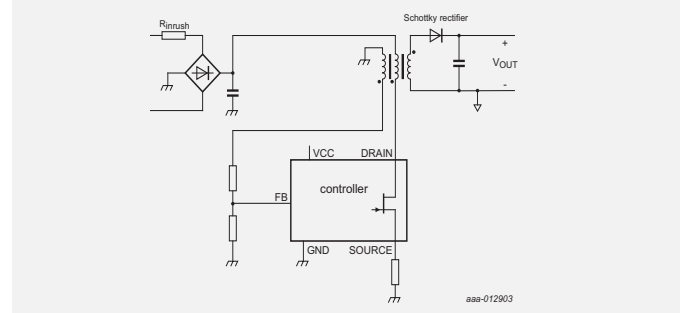 Schottky rectifier
Rinrush
+
VOUT
-
VCC
DRAIN
controller
FB
GND
SOURCE
aaa-012903